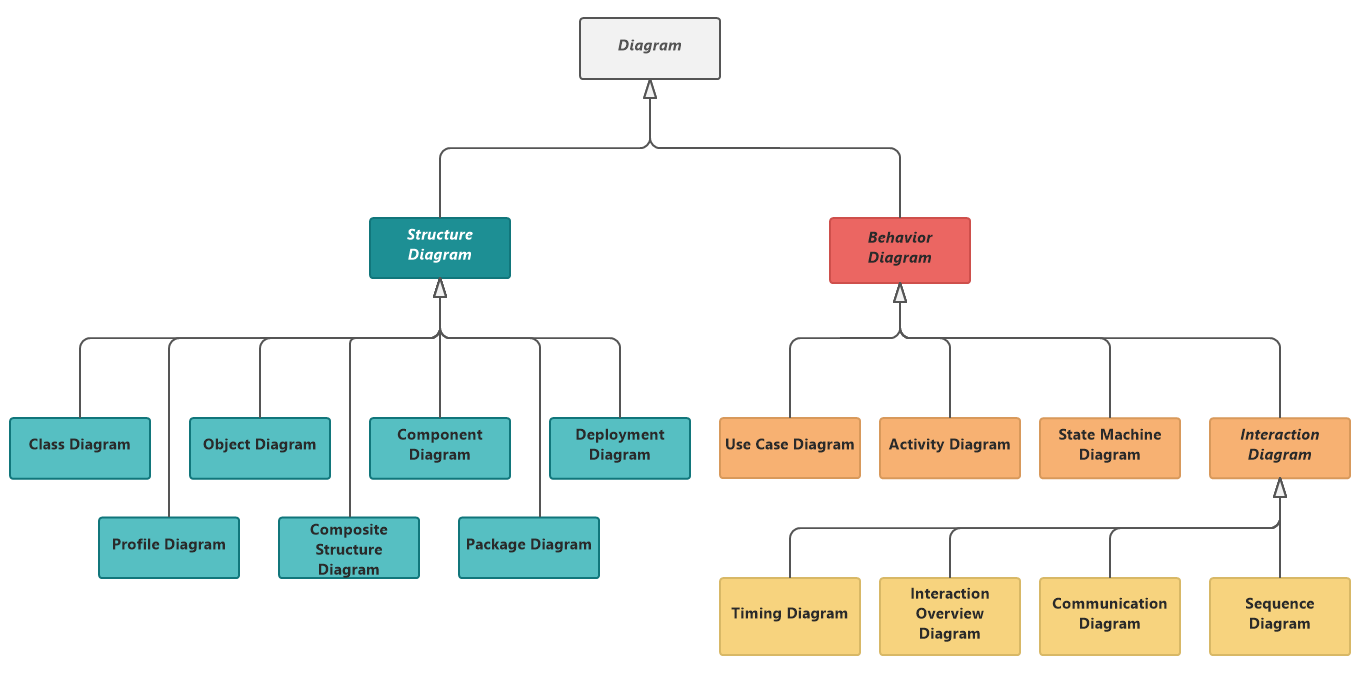 Diagram
Structure
Diagram
Behavior
Diagram
Class Diagram
Object Diagram
Component
Diagram
Deployment
Diagram
Use Case Diagram
Activity Diagram
State Machine
Diagram
Interaction
Diagram
Profile Diagram
Composite
Structure
Diagram
Package Diagram
Timing Diagram
Interaction
Overview
Diagram
Communication
Diagram
Sequence
Diagram